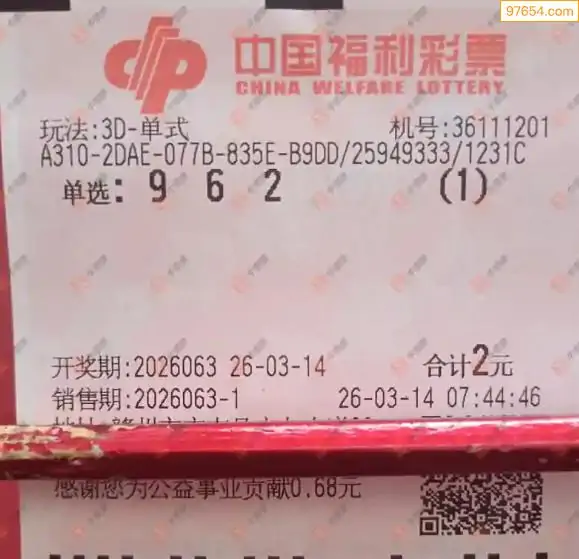 97654.com
中国福利彩票
CHINA WELFARE LOTTERY
玩法:3D-单式 机号:36111201
A310-2DAE-077B-835E-B9DD/25949333/1231C
单选: 9 6 2 (1)
开奖期:2026063 26-03-14 合计2元
销售期:2026063-1 26-03-14 07:44:46
感谢您为公益事业贡献0.68元